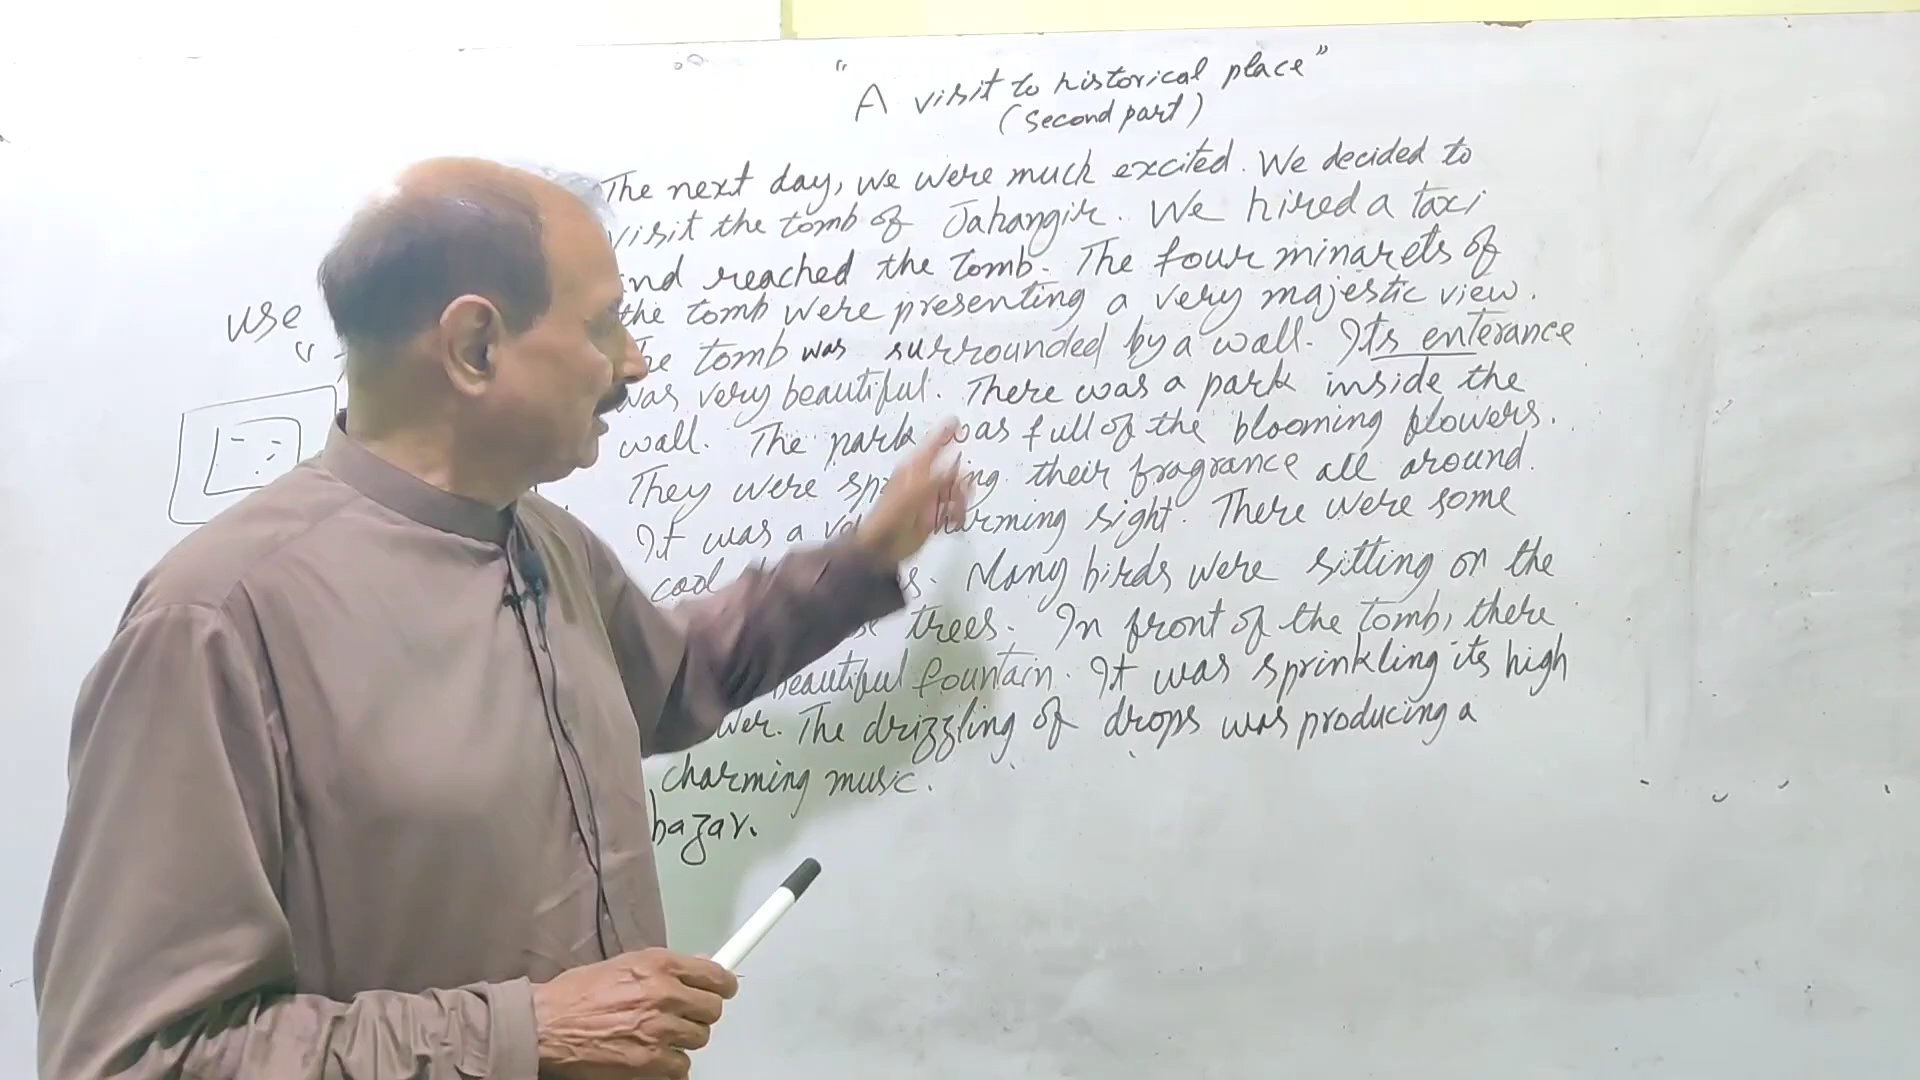 "A visit to historical place"
(second part)
The next day, we were much excited. We decided to
visit the tomb of Jahangir. We hired a taxi
nd reached the tomb. The four minarets of
the tomb were presenting a very majestic view.
he tomb was surrounded by a wall. Its enterance
was very beautiful. There was a park inside the
wall. The park was full of the blooming flowers.
They were ing their fragrance all around.
It was a harming sight. There were some
cool Many birds were sitting on the
trees. In front of the tomb, there
beautiful fountain. It was sprinkling its high
wer. The drizzling of drops was producing a
charming music.
bazar.
use